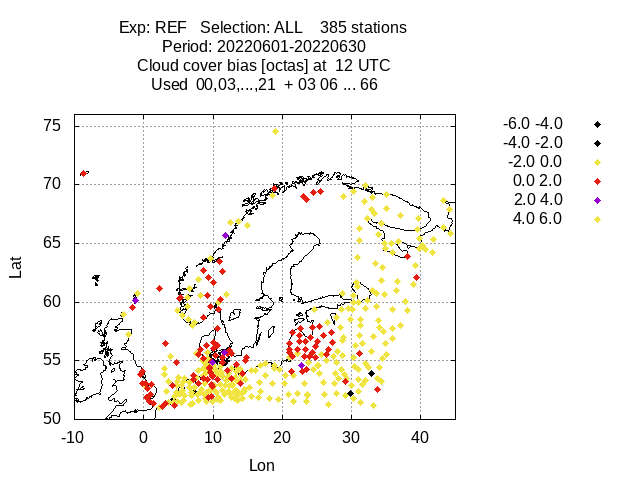 Exp: REF   Selection: ALL    385 stations
Period: 20220601-20220630
Cloud cover bias [octas] at  12 UTC
Used  00,03,...,21  + 03 06 ... 66
75
70
65
60
55
50
Lat
-10 0 10 20 30 40
Lon
-6.0 -4.0
-4.0 -2.0
-2.0 0.0
0.0 2.0
2.0 4.0
4.0 6.0